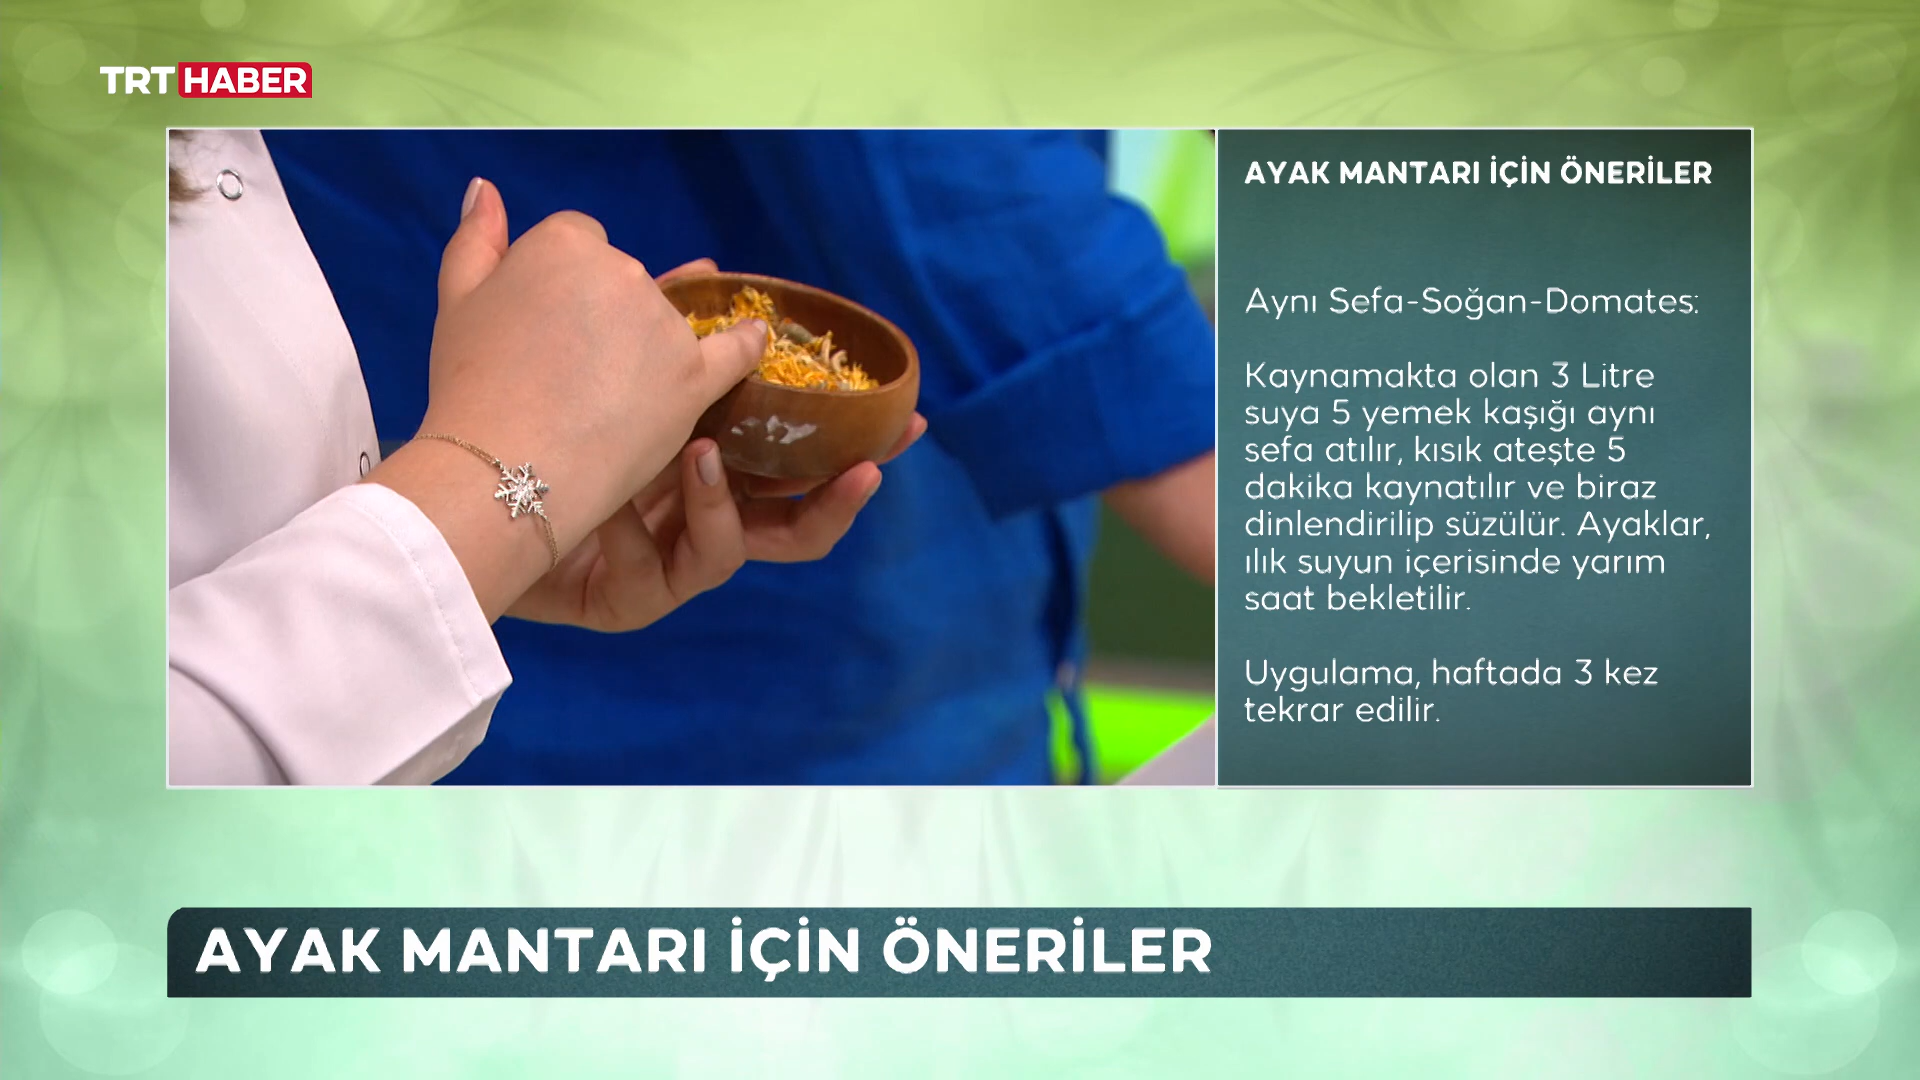 TRT HABER
AYAK MANTARI İÇİN ÖNERİLER
Aynı Sefa-Soğan-Domates:
Kaynamakta olan 3 Litre
suya 5 yemek kaşığı aynı
sefa atılır, kısık ateşte 5
dakika kaynatılır ve biraz
dinlendirilip süzülür. Ayaklar,
ılık suyun içerisinde yarım
saat bekletilir.
Uygulama, haftada 3 kez
tekrar edilir.
AYAK MANTARI İÇİN ÖNERİLER